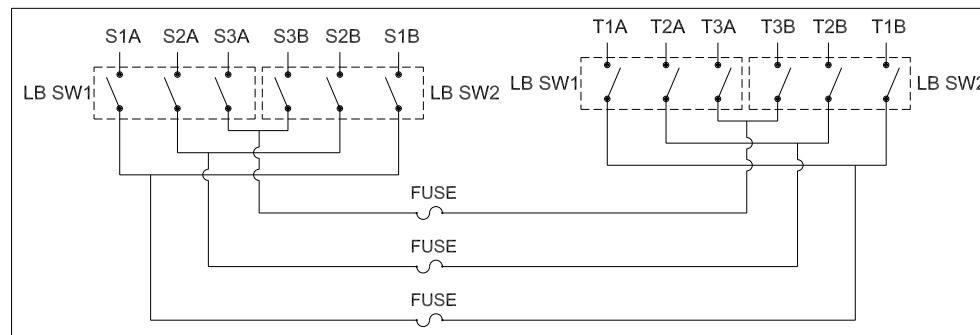 S1A S2A S3A S3B S2B S1B
T1A T2A T3A T3B T2B T1B
LB SW1 LB SW2
LB SW1 LB SW2
FUSE
FUSE
FUSE